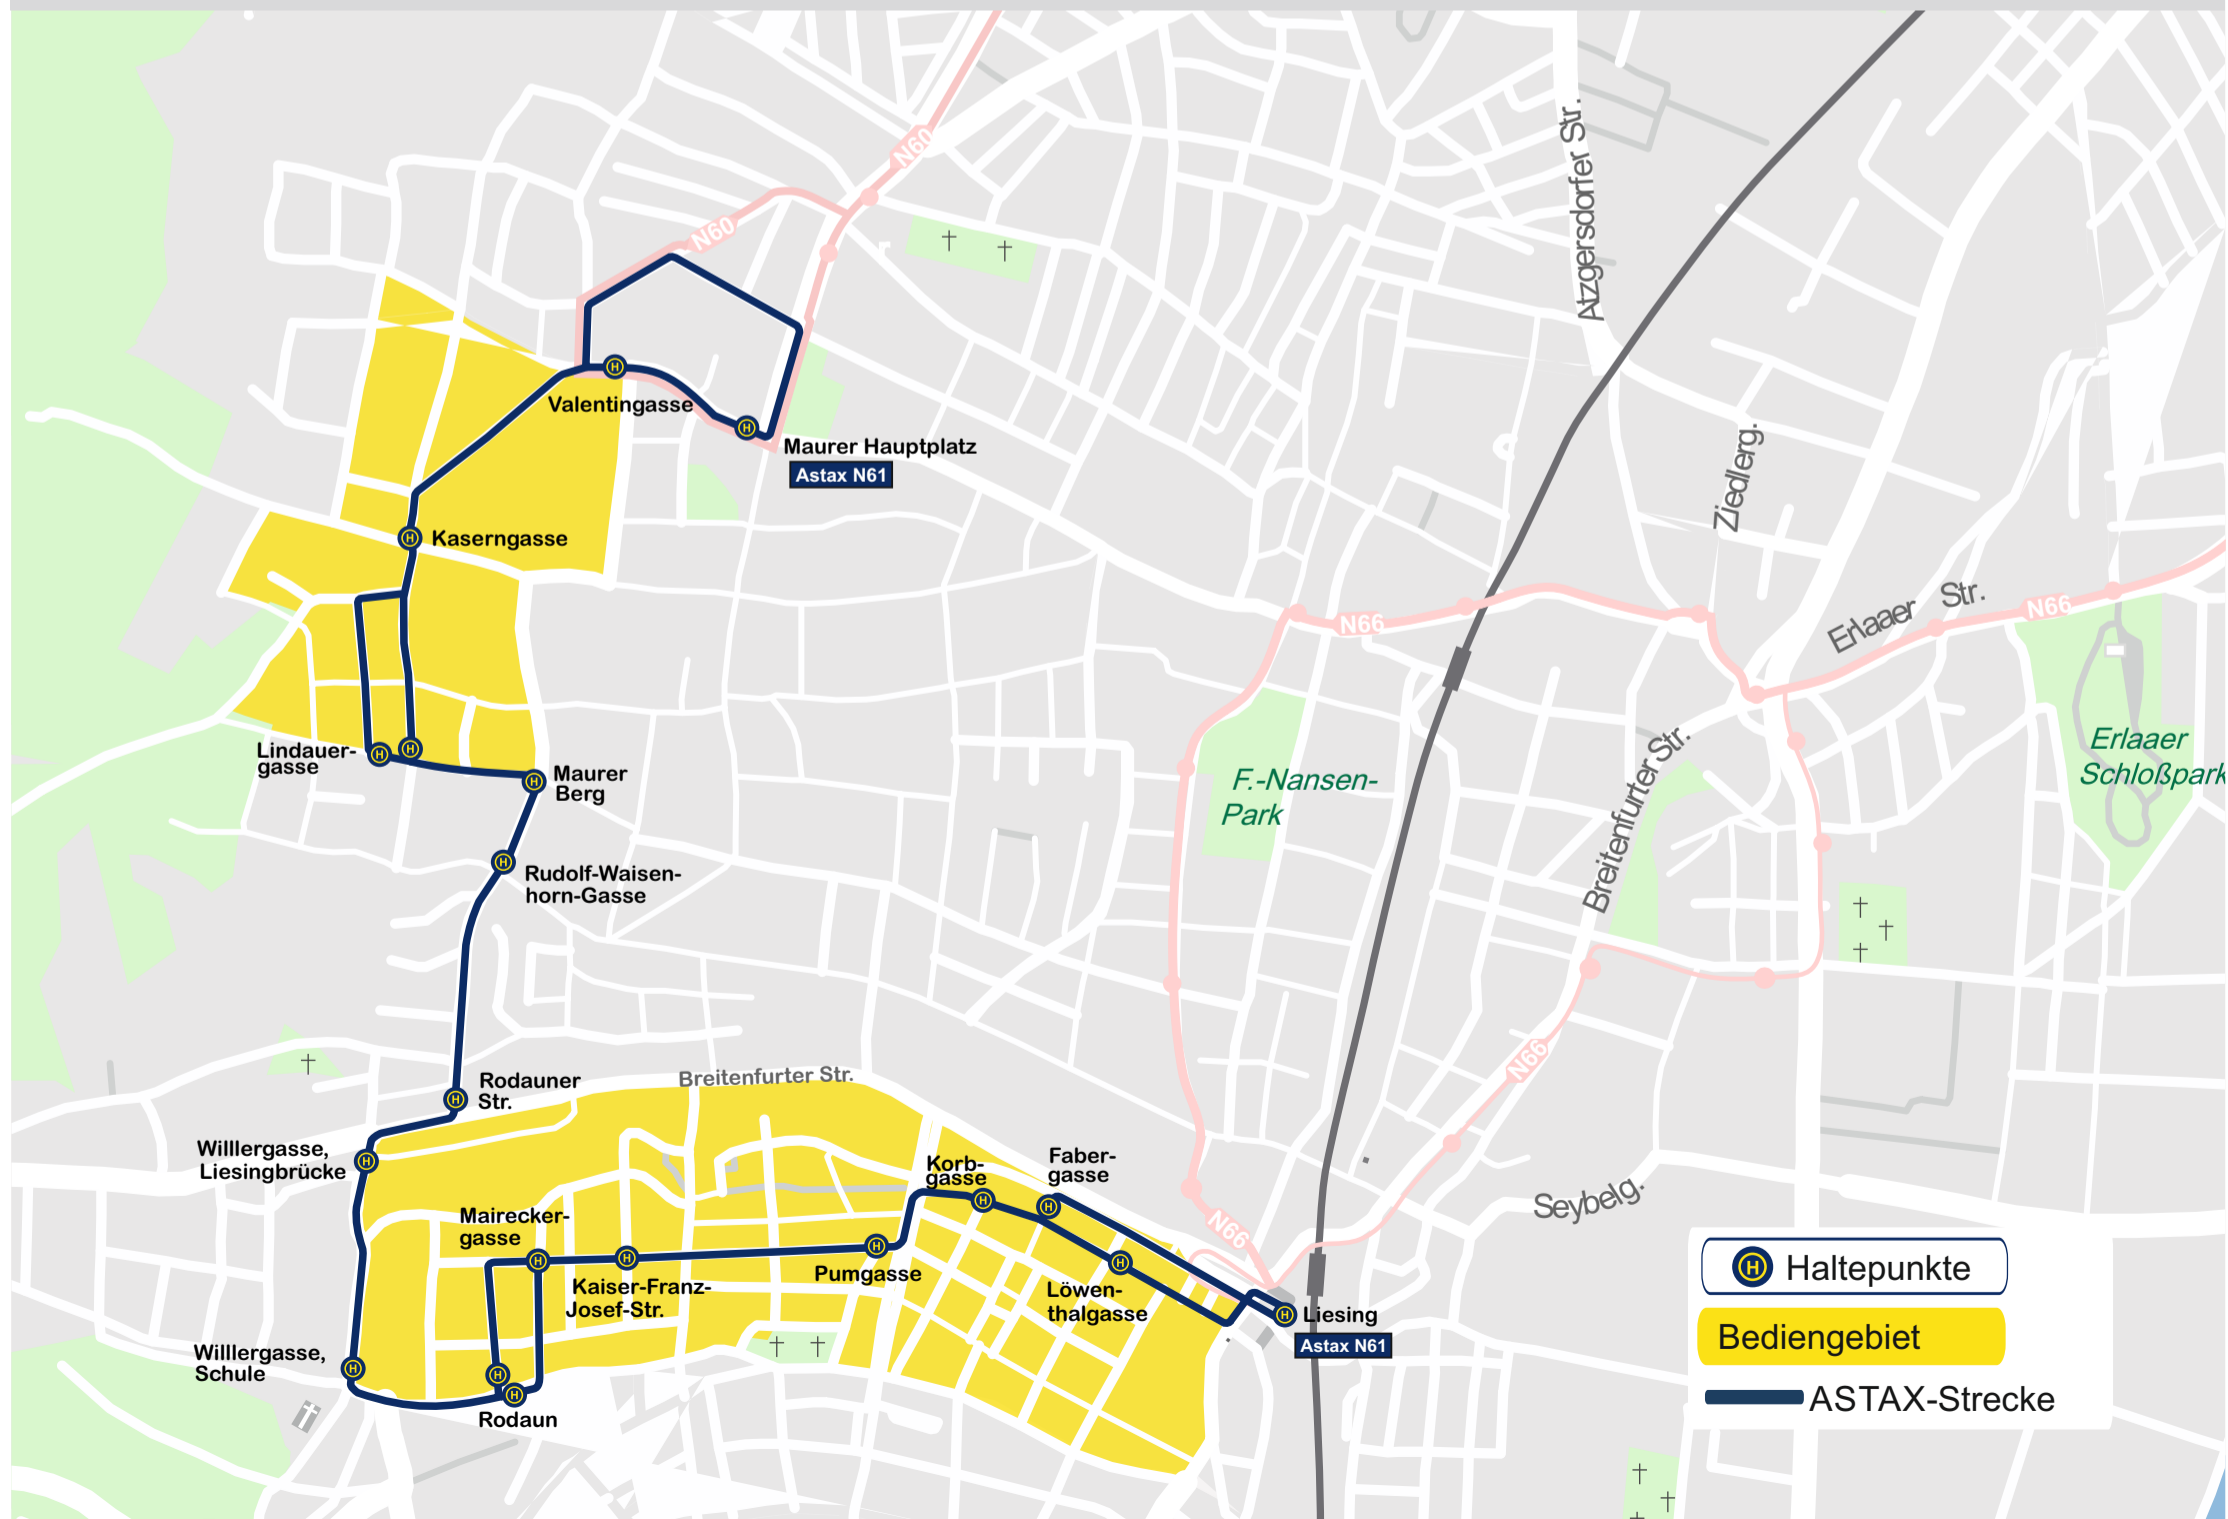 N60
Atzgersdorfer Str.
N60
Valentingasse
Maurer Hauptplatz
Astax N61
Ziedlerg.
Kaserngasse
Erlaaer Str.
N66
N66
Lindauer-
gasse
Maurer
Berg
F.-Nansen-
Park
Breitenfurter Str.
Erlaaer
Schloßpark
Rudolf-Waisen-
horn-Gasse
N66
Rodauner
Str.
Breitenfurter Str.
Willlergasse,
Liesingbrücke
Korb-
gasse
Faber-
gasse
Seybelg.
Mairecker-
gasse
N66
Pumgasse
Kaiser-Franz-
Josef-Str.
Löwen-
thalgasse
Liesing
Astax N61
Willlergasse,
Schule
Rodaun
H Haltepunkte
Bediengebiet
ASTAX-Strecke